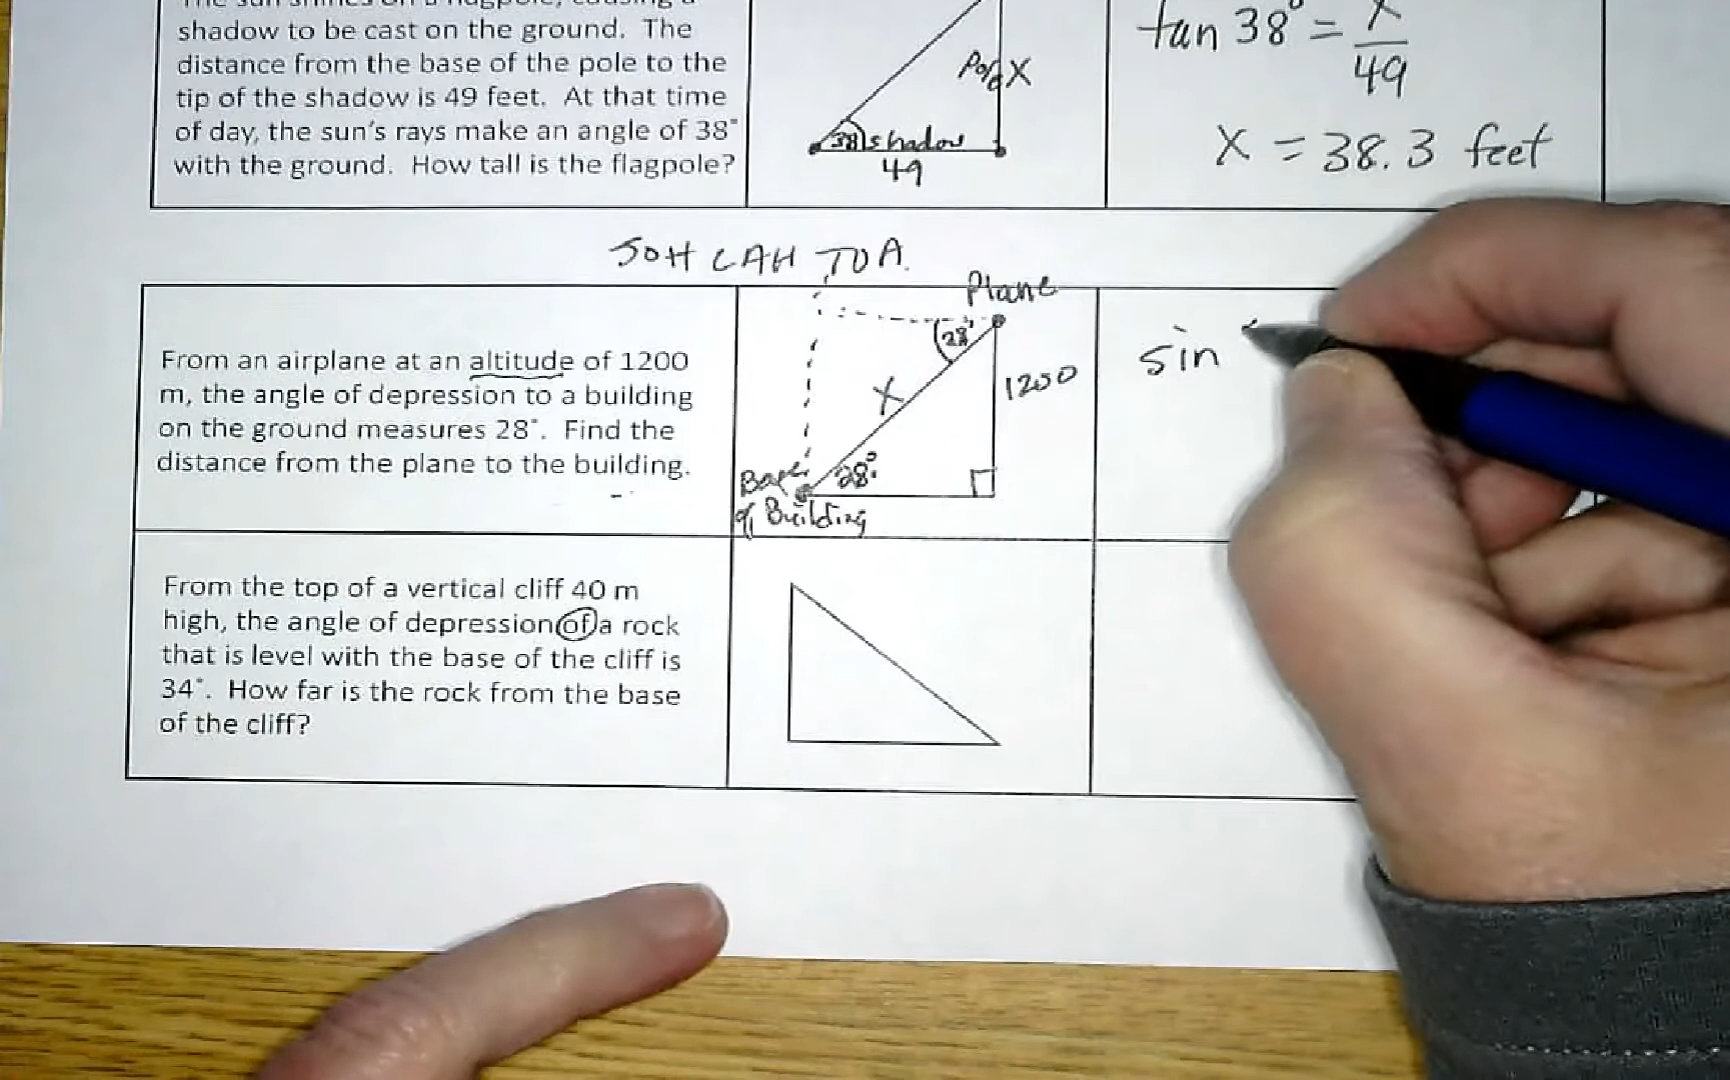 shadow to be cast on the ground. The
distance from the base of the pole to the
tip of the shadow is 49 feet. At that time
of day, the sun's rays make an angle of 38°
with the ground. How tall is the flagpole?
Pole X
38 shadow
49
tan 38° = x
49
X = 38.3 feet
SOH CAH TOA
From an airplane at an altitude of 1200
m, the angle of depression to a building
on the ground measures 28°. Find the
distance from the plane to the building.
Plane
28°
X
1200
28°
Base
of Building
sin
From the top of a vertical cliff 40 m
high, the angle of depression of a rock
that is level with the base of the cliff is
34°. How far is the rock from the base
of the cliff?